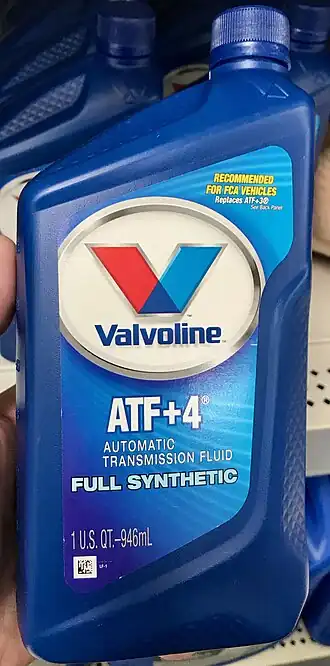 RECOMMENDED
FOR FCA VEHICLES
Replaces ATF+3®
See Back Panel
Valvoline™
ATF+4®
AUTOMATIC
TRANSMISSION FLUID
FULL SYNTHETIC
1 U.S. QT.–946mL